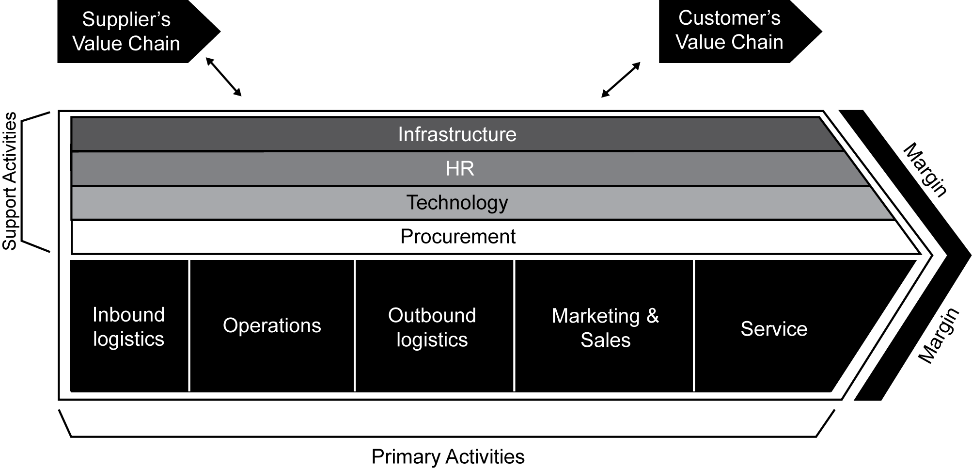 Supplier’s
Value Chain
Customer’s
Value Chain
Support Activities
Infrastructure
HR
Technology
Procurement
Margin
Inbound
logistics
Operations
Outbound
logistics
Marketing &
Sales
Service
Margin
Primary Activities